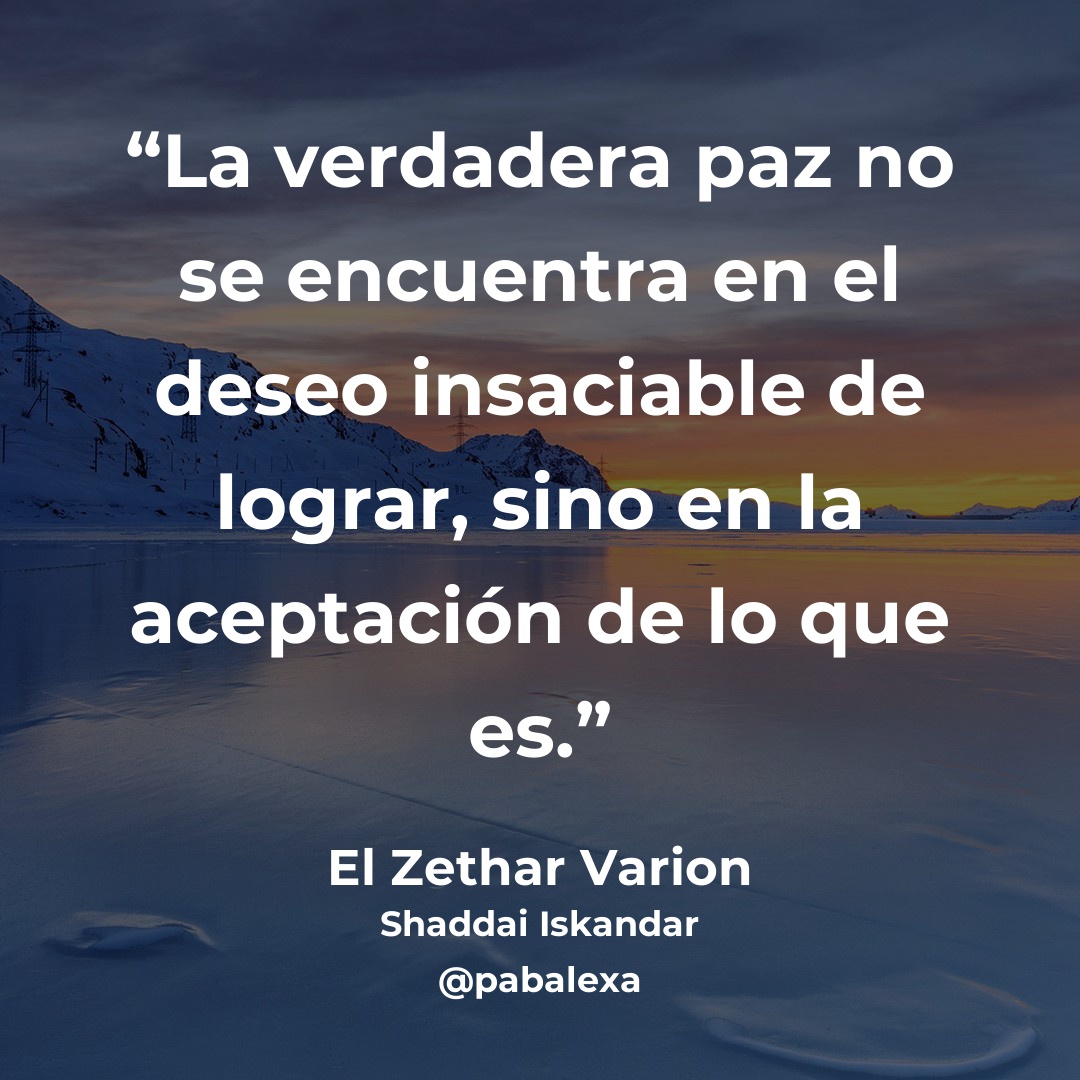 “La verdadera paz no
se encuentra en el
deseo insaciable de
lograr, sino en la
aceptación de lo que
es.”
El Zethar Varion
Shaddai Iskandar
@pabalexa